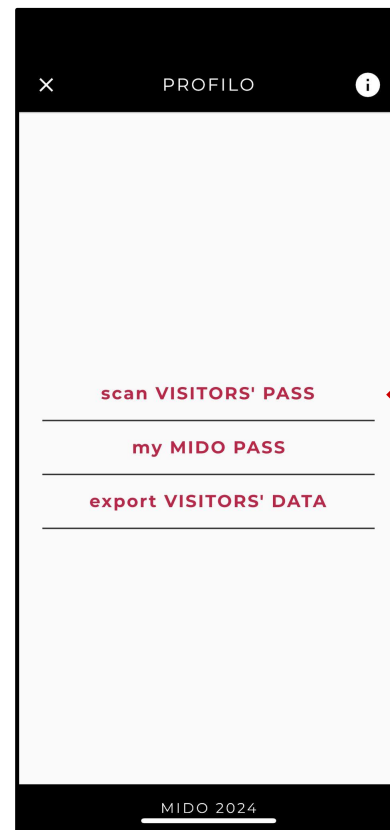 PROFILO
scan VISITORS' PASS
my MIDO PASS
export VISITORS' DATA
MIDO 2024